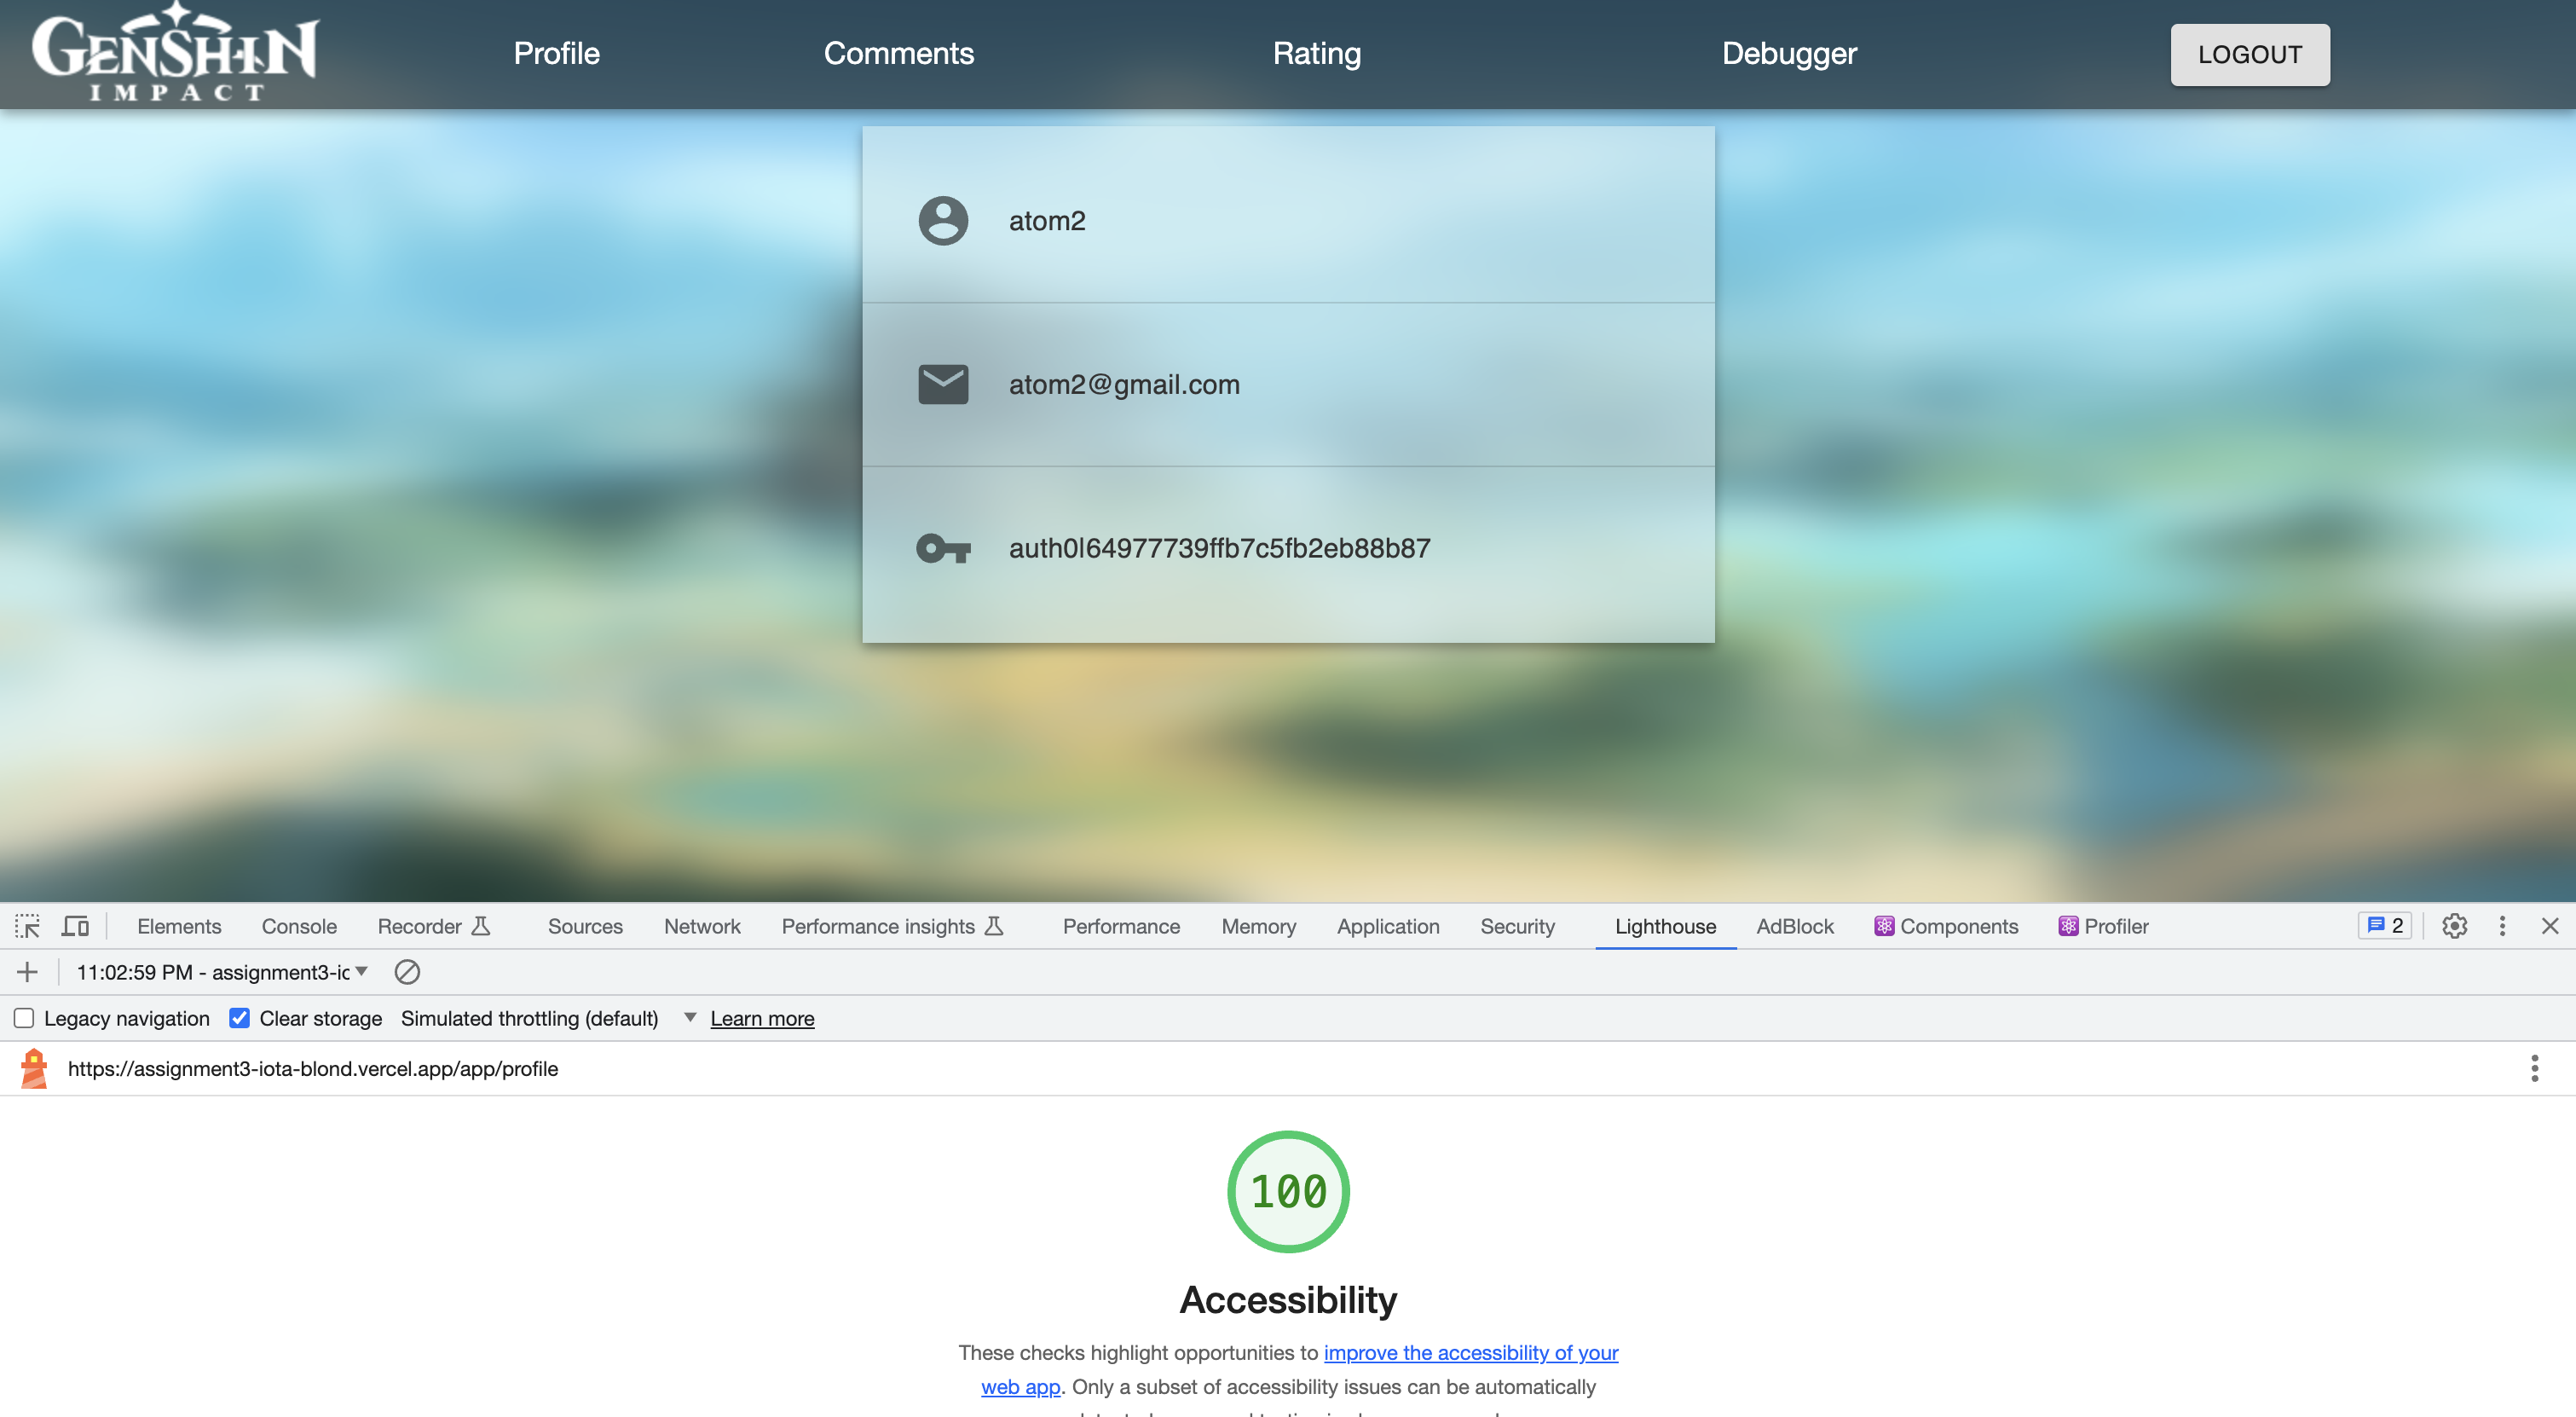 GENSHIN
IMPACT
Profile Comments Rating Debugger LOGOUT
atom2
atom2@gmail.com
auth0|64977739ffb7c5fb2eb88b87
Elements Console Recorder Sources Network Performance insights Performance Memory Application Security Lighthouse AdBlock Components Profiler 2
11:02:59 PM - assignment3-ic
Legacy navigation Clear storage Simulated throttling (default) Learn more
https://assignment3-iota-blond.vercel.app/app/profile
100
Accessibility
These checks highlight opportunities to improve the accessibility of your
web app. Only a subset of accessibility issues can be automatically